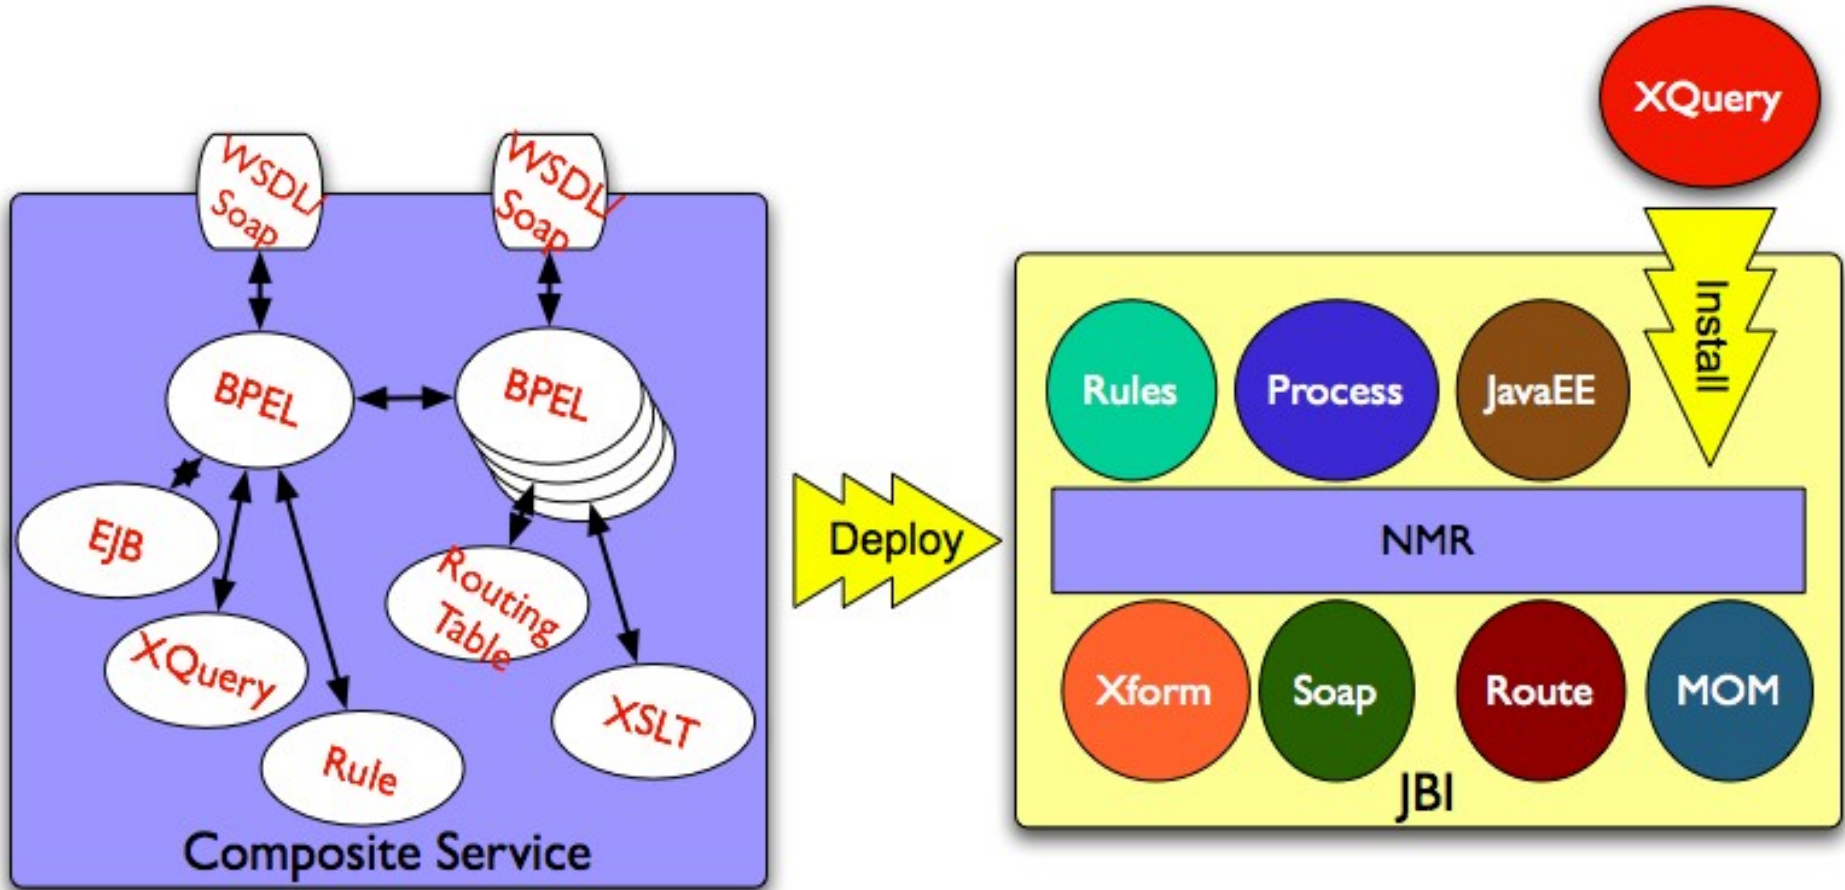 WSDL/
Soap
WSDL/
Soap
BPEL
BPEL
EJB
XQuery
Rule
Routing
Table
XSLT
Composite Service
Deploy
XQuery
Install
Rules
Process
JavaEE
NMR
Xform
Soap
Route
MOM
JBI